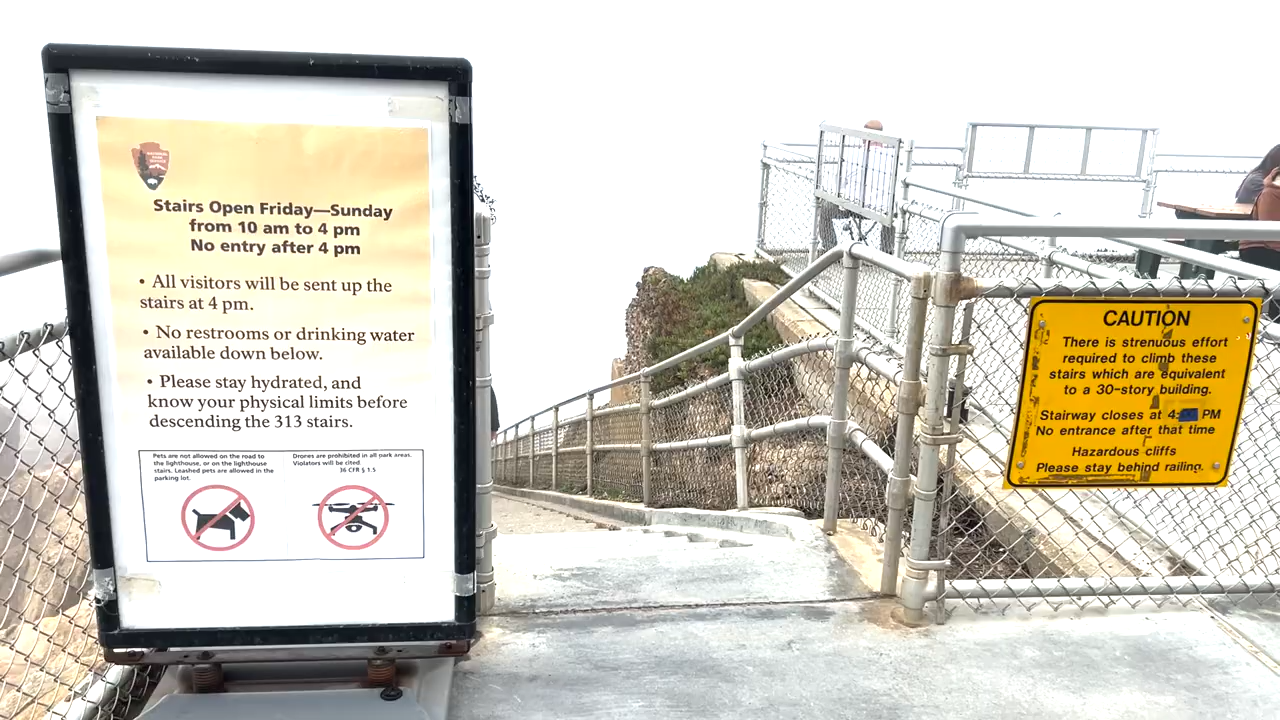 Stairs Open Friday—Sunday
from 10 am to 4 pm
No entry after 4 pm
• All visitors will be sent up the
stairs at 4 pm.
• No restrooms or drinking water
available down below.
• Please stay hydrated, and
know your physical limits before
descending the 313 stairs.
Pets are not allowed on the road to
the lighthouse, or on the lighthouse
stairs. Leashed pets are allowed in the
parking lot.
Drones are prohibited in all park areas.
Violators will be cited.
36 CFR § 1.5
CAUTION
There is strenuous effort
required to climb these
stairs which are equivalent
to a 30-story building.
Stairway closes at 4: PM
No entrance after that time
Hazardous cliffs
Please stay behind railing.